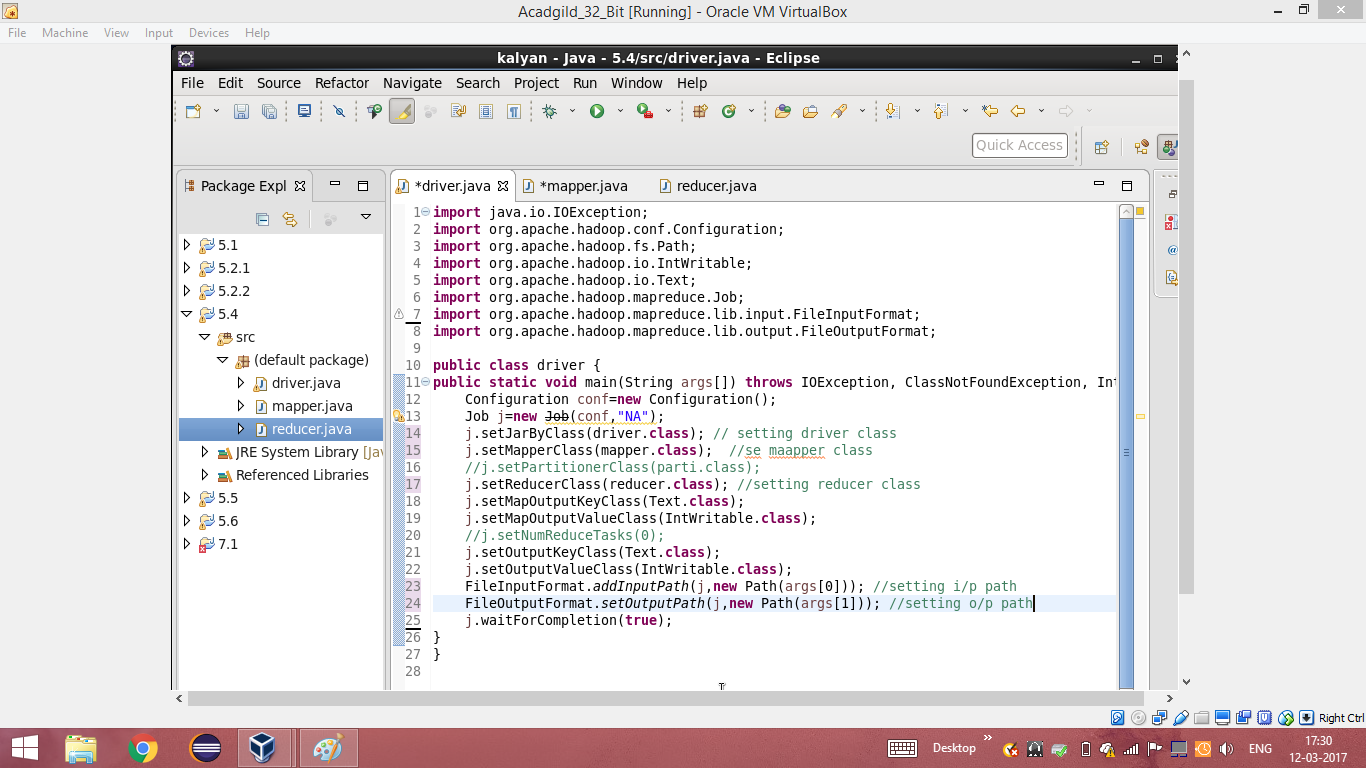 Acadgild_32_Bit [Running] - Oracle VM VirtualBox
File Machine View Input Devices Help
kalyan - Java - 5.4/src/driver.java - Eclipse
File Edit Source Refactor Navigate Search Project Run Window Help
Quick Access
Package Expl
*driver.java *mapper.java reducer.java
5.1
5.2.1
5.2.2
5.4
src
(default package)
driver.java
mapper.java
reducer.java
JRE System Library [Jav
Referenced Libraries
5.5
5.6
7.1
1 import java.io.IOException;
2 import org.apache.hadoop.conf.Configuration;
3 import org.apache.hadoop.fs.Path;
4 import org.apache.hadoop.io.IntWritable;
5 import org.apache.hadoop.io.Text;
6 import org.apache.hadoop.mapreduce.Job;
7 import org.apache.hadoop.mapreduce.lib.input.FileInputFormat;
8 import org.apache.hadoop.mapreduce.lib.output.FileOutputFormat;
9
10 public class driver {
11 public static void main(String args[]) throws IOException, ClassNotFoundException, Int
12 Configuration conf=new Configuration();
13 Job j=new Job(conf,"NA");
14 j.setJarByClass(driver.class); // setting driver class
15 j.setMapperClass(mapper.class); //se maapper class
16 //j.setPartitionerClass(parti.class);
17 j.setReducerClass(reducer.class); //setting reducer class
18 j.setMapOutputKeyClass(Text.class);
19 j.setMapOutputValueClass(IntWritable.class);
20 //j.setNumReduceTasks(0);
21 j.setOutputKeyClass(Text.class);
22 j.setOutputValueClass(IntWritable.class);
23 FileInputFormat.addInputPath(j,new Path(args[0])); //setting i/p path
24 FileOutputFormat.setOutputPath(j,new Path(args[1])); //setting o/p path
25 j.waitForCompletion(true);
26 }
27 }
28
Right Ctrl
Desktop
ENG
17:30
12-03-2017